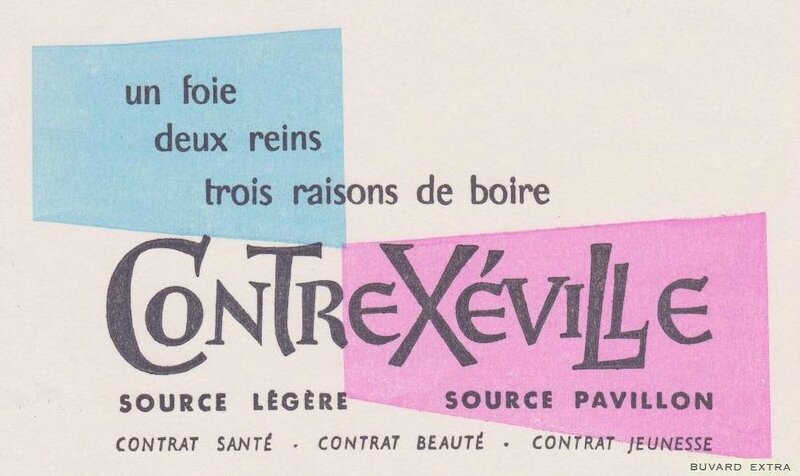 un foie
deux reins
trois raisons de boire
CONTREXÉVILLE
SOURCE LÉGÈRE SOURCE PAVILLON
CONTRAT SANTÉ . CONTRAT BEAUTÉ . CONTRAT JEUNESSE
BUVARD EXTRA